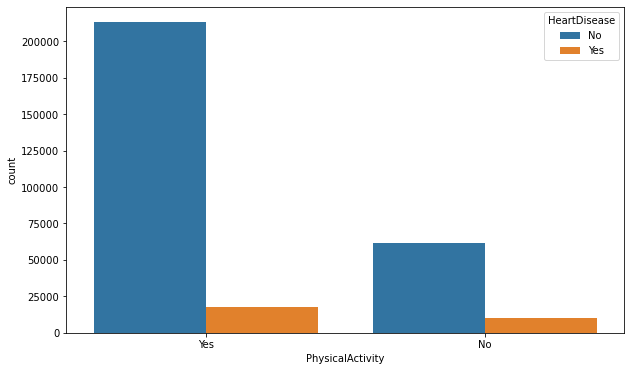 HeartDisease
No
Yes
200000
175000
150000
125000
100000
75000
50000
25000
0
count
Yes
No
PhysicalActivity